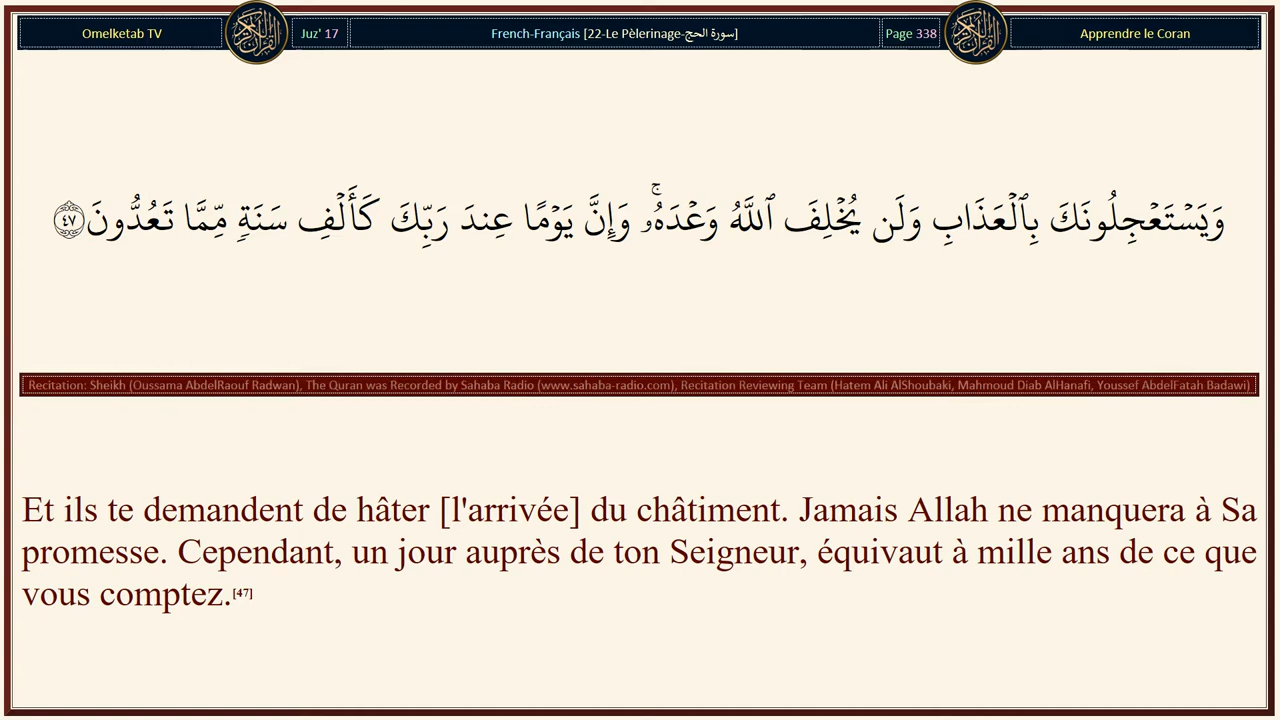 Omelketab TV
Juz' 17
French-Français [22-Le Pèlerinage-سورة الحج]
Page 338
Apprendre le Coran
وَيَسۡتَعۡجِلُونَكَ بِٱلۡعَذَابِ وَلَن يُخۡلِفَ ٱللَّهُ وَعۡدَهُۥۚ وَإِنَّ يَوۡمًا عِندَ رَبِّكَ كَأَلۡفِ سَنَةٖ مِّمَّا تَعُدُّونَ ٤٧
Recitation: Sheikh (Oussama AbdelRaouf Radwan), The Quran was Recorded by Sahaba Radio (www.sahaba-radio.com), Recitation Reviewing Team (Hatem Ali AlShoubaki, Mahmoud Diab AlHanafi, Youssef AbdelFatah Badawi)
Et ils te demandent de hâter [l'arrivée] du châtiment. Jamais Allah ne manquera à Sa
promesse. Cependant, un jour auprès de ton Seigneur, équivaut à mille ans de ce que
vous comptez.[47]